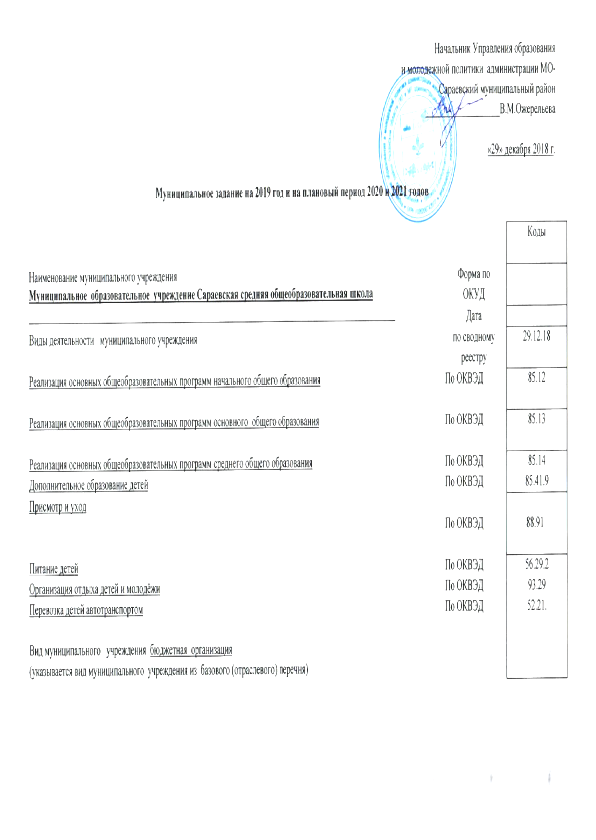 Начальник Управления образования
и молодежной политики администрации МО-
Сараевский муниципальный район
В.М.Ожерельева
«29» декабря 2018 г.
Муниципальное задание на 2019 год и на плановый период 2020 и 2021 годов
Коды
Наименование муниципального учреждения
Форма по
Муниципальное образовательное учреждение Сараевская средняя общеобразовательная школа
ОКУД
Дата
Виды деятельности муниципального учреждения
по сводному 29.12.18
реестру
Реализация основных общеобразовательных программ начального общего образования По ОКВЭД 85.12
Реализация основных общеобразовательных программ основного общего образования По ОКВЭД 85.13
Реализация основных общеобразовательных программ среднего общего образования По ОКВЭД 85.14
Дополнительное образование детей По ОКВЭД 85.41.9
Присмотр и уход
По ОКВЭД 88.91
Питание детей По ОКВЭД 56.29.2
Организация отдыха детей и молодёжи По ОКВЭД 93.29
Перевозка детей автотранспортом По ОКВЭД 52.21.
Вид муниципального учреждения бюджетная организация
(указывается вид муниципального учреждения из базового (отраслевого) перечня)